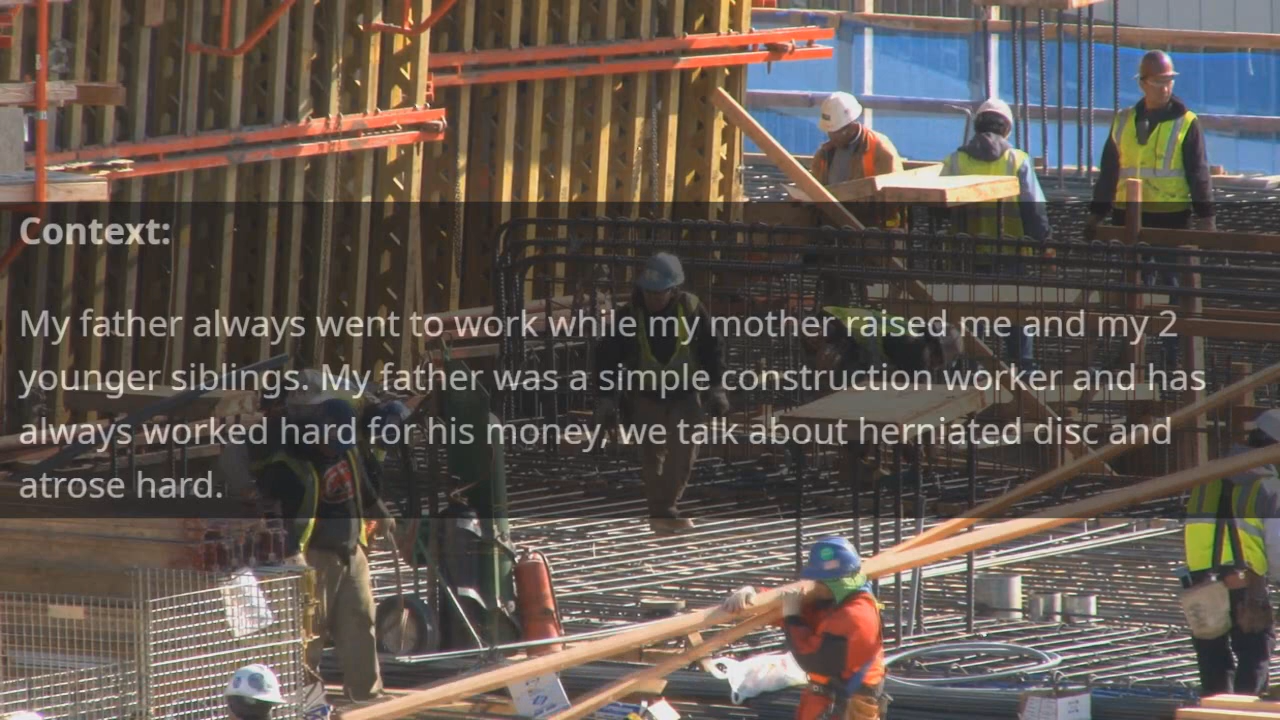 Context:
My father always went to work while my mother raised me and my 2
younger siblings. My father was a simple construction worker and has
always worked hard for his money, we talk about herniated disc and
atrose hard.